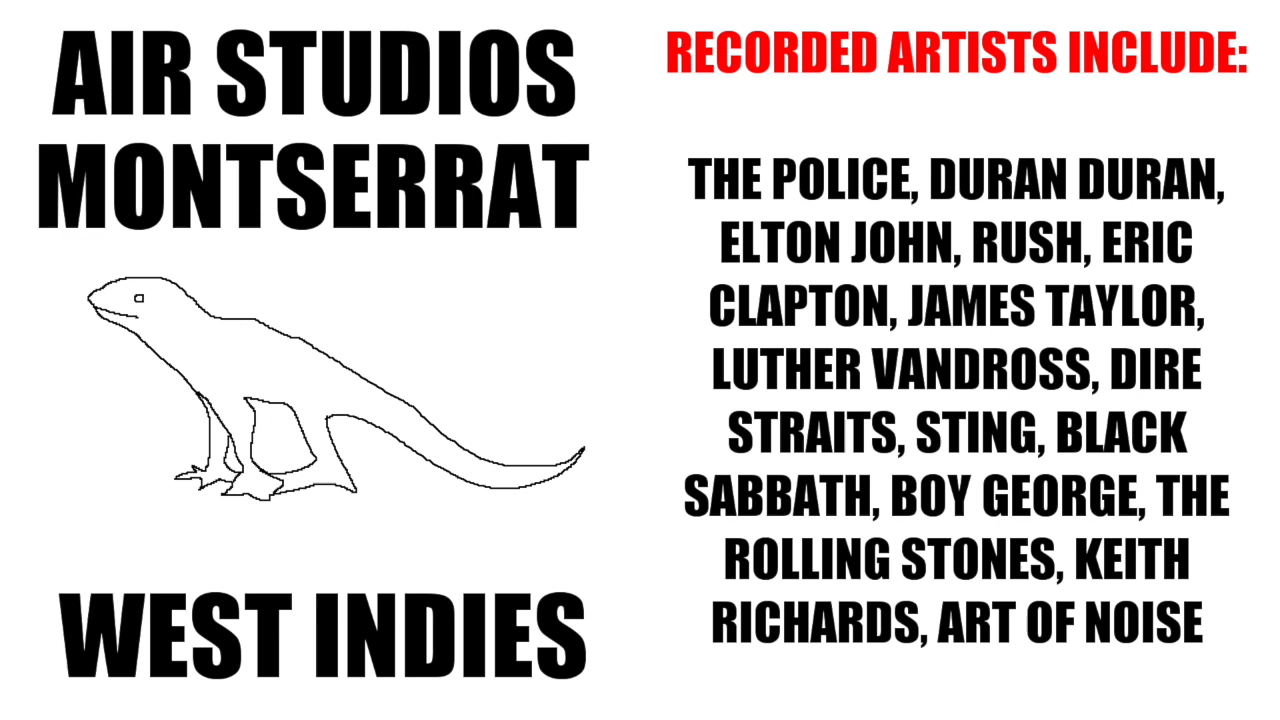 AIR STUDIOS
MONTSERRAT
WEST INDIES
RECORDED ARTISTS INCLUDE:
THE POLICE, DURAN DURAN,
ELTON JOHN, RUSH, ERIC
CLAPTON, JAMES TAYLOR,
LUTHER VANDROSS, DIRE
STRAITS, STING, BLACK
SABBATH, BOY GEORGE, THE
ROLLING STONES, KEITH
RICHARDS, ART OF NOISE